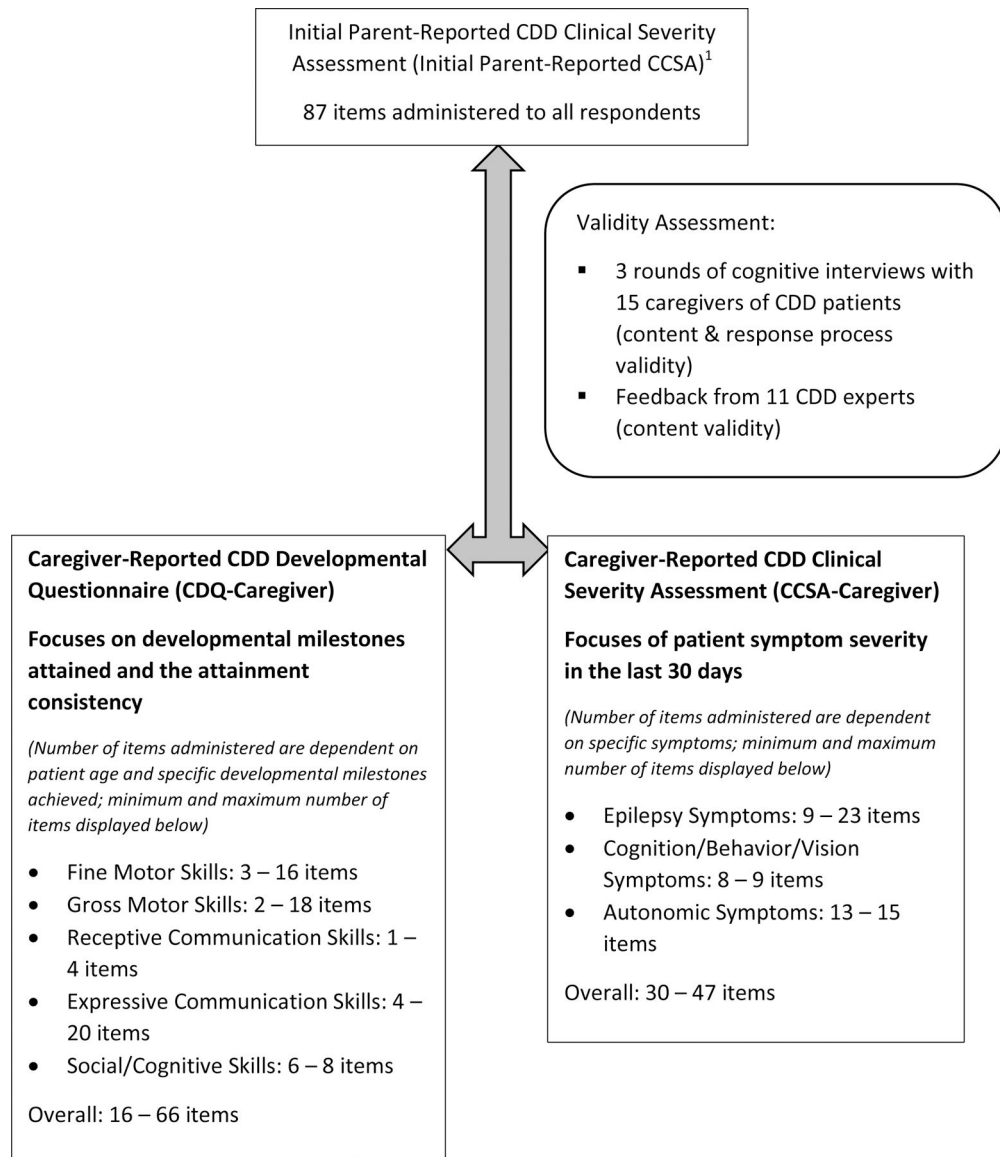 Initial Parent-Reported CDD Clinical Severity
Assessment (Initial Parent-Reported CCSA)1
87 items administered to all respondents
Validity Assessment:
▪ 3 rounds of cognitive interviews with
15 caregivers of CDD patients
(content & response process
validity)
▪ Feedback from 11 CDD experts
(content validity)
Caregiver-Reported CDD Developmental
Questionnaire (CDQ-Caregiver)
Focuses on developmental milestones
attained and the attainment
consistency
(Number of items administered are dependent on
patient age and specific developmental milestones
achieved; minimum and maximum number of
items displayed below)
• Fine Motor Skills: 3 – 16 items
• Gross Motor Skills: 2 – 18 items
• Receptive Communication Skills: 1 –
4 items
• Expressive Communication Skills: 4 –
20 items
• Social/Cognitive Skills: 6 – 8 items
Overall: 16 – 66 items
Caregiver-Reported CDD Clinical
Severity Assessment (CCSA-Caregiver)
Focuses of patient symptom severity
in the last 30 days
(Number of items administered are dependent
on specific symptoms; minimum and maximum
number of items displayed below)
• Epilepsy Symptoms: 9 – 23 items
• Cognition/Behavior/Vision
Symptoms: 8 – 9 items
• Autonomic Symptoms: 13 – 15
items
Overall: 30 – 47 items